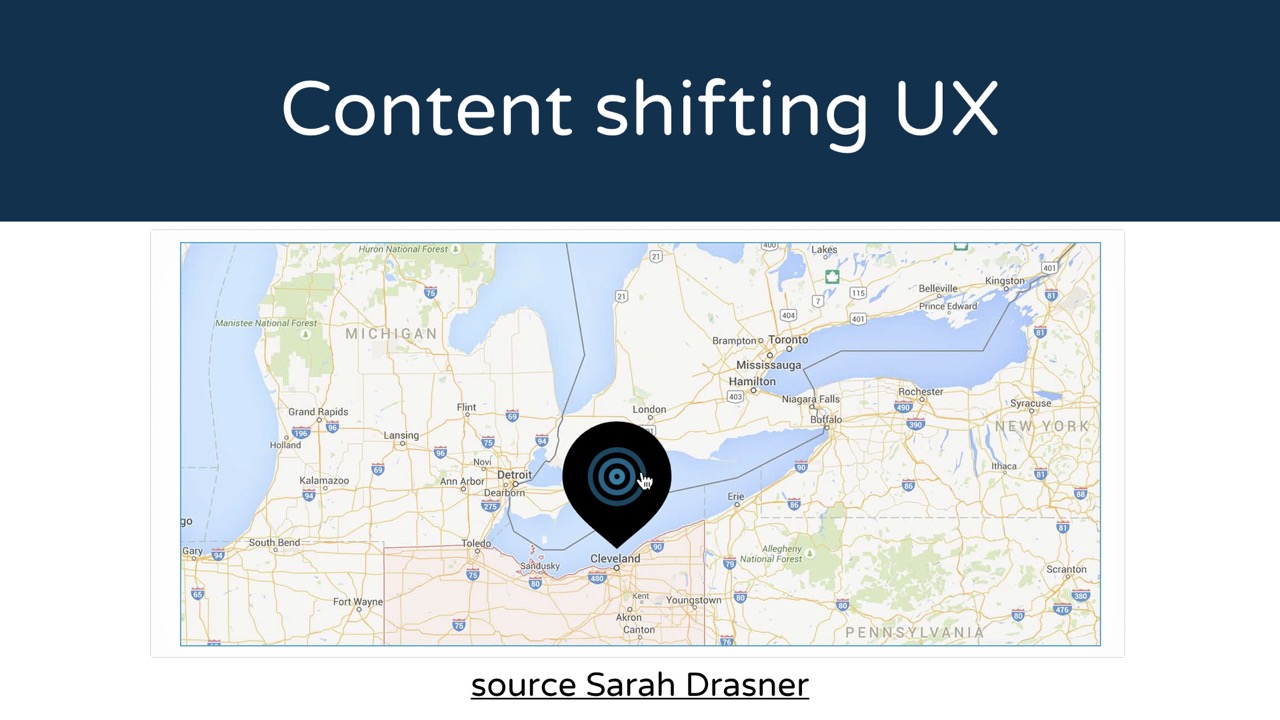 Content shifting UX
Huron National Forest
Lakes
400
21
401
Kingston
75
Belleville
81
115
7
Prince Edward
21
404
401
Manistee National Forest
MICHIGAN
81
Brampton
Toronto
Mississauga
Hamilton
403
Niagara Falls
Rochester
490
Grand Rapids
Flint
69
London
Syracuse
196
96
Buffalo
390
NEW YORK
Holland
Lansing
75
94
96
Novi
69
Detroit
90
Ithaca
81
Kalamazoo
Ann Arbor
Dearborn
86
88
94
275
Erie
86
go
81
Gary
94
South Bend
Toledo
90
Cleveland
Allegheny
National Forest
Sandusky
79
Scranton
75
80
480
65
Fort Wayne
Kent
Youngstown
80
80
380
476
Akron
80
75
Canton
PENNSYLVANIA
76
source Sarah Drasner